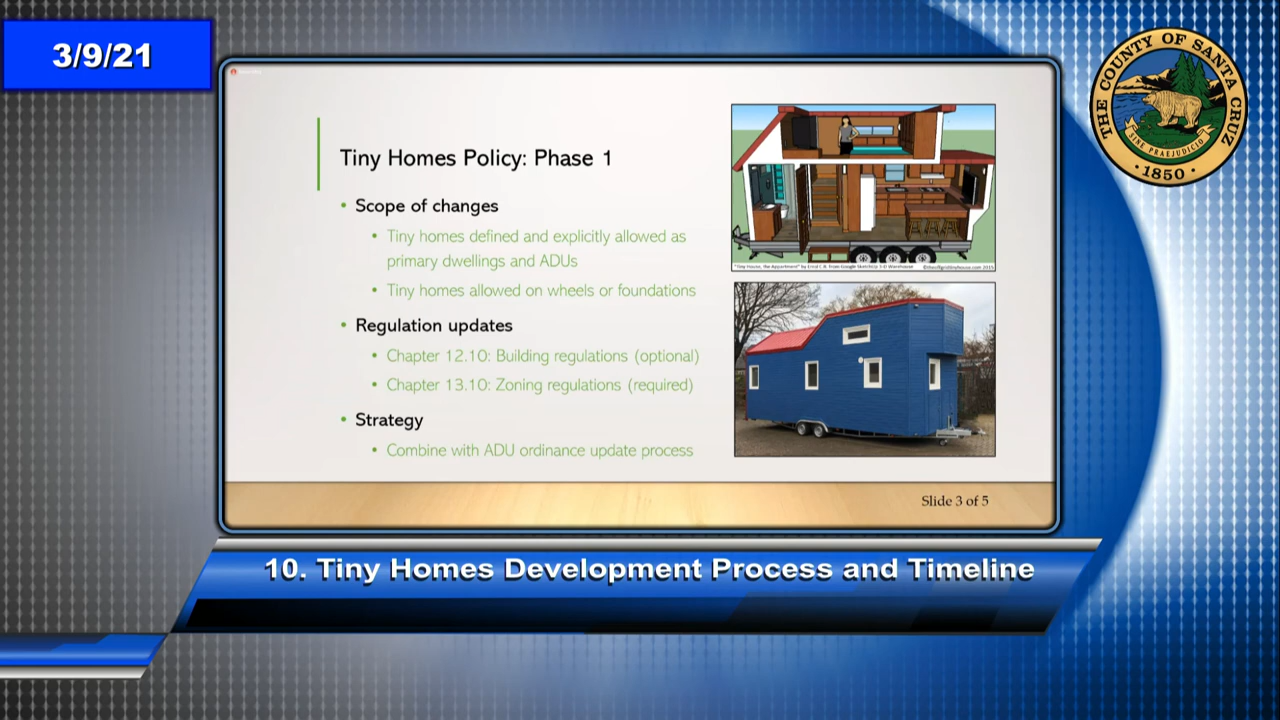 3/9/21
THE COUNTY OF SANTA CRUZ
SINE PRAEJUDICIO
• 1850 •
Tiny Homes Policy: Phase 1
• Scope of changes
• Tiny homes defined and explicitly allowed as
primary dwellings and ADUs
• Tiny homes allowed on wheels or foundations
• Regulation updates
• Chapter 12.10: Building regulations (optional)
• Chapter 13.10: Zoning regulations (required)
• Strategy
• Combine with ADU ordinance update process
Slide 3 of 5
10. Tiny Homes Development Process and Timeline